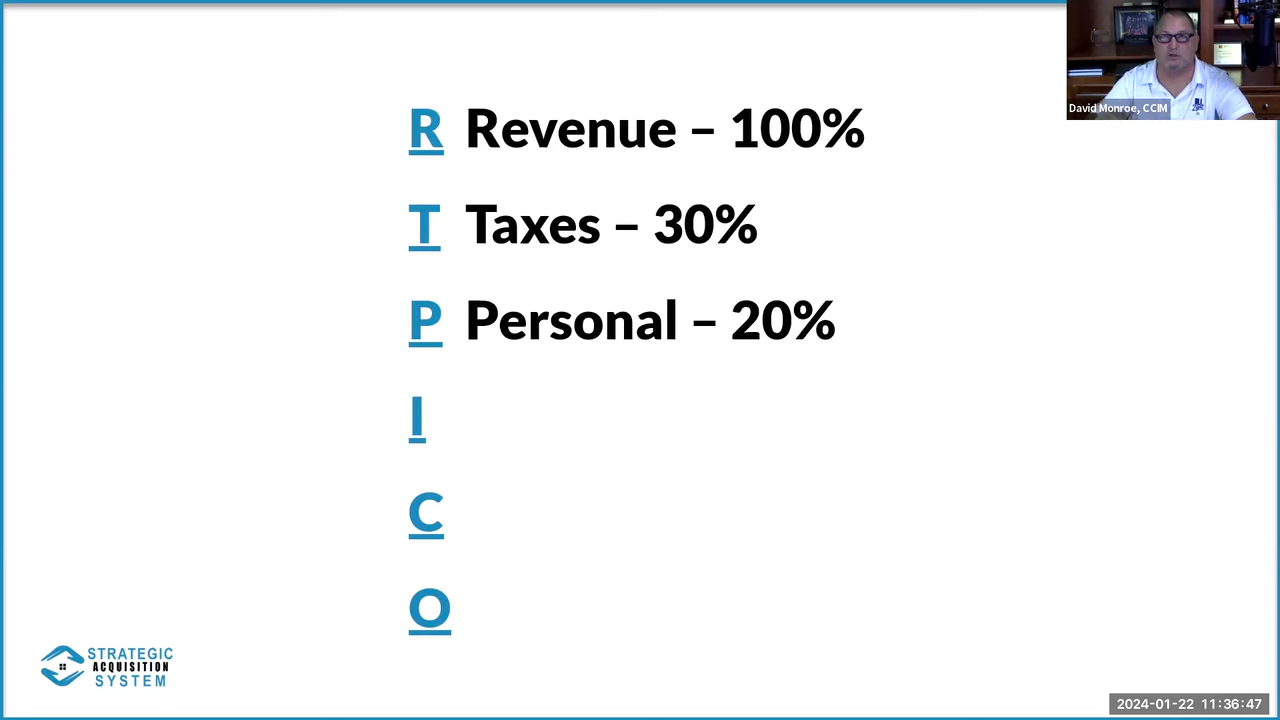 R Revenue – 100%
T Taxes – 30%
P Personal – 20%
I
C
O
David Monroe, CCIM
STRATEGIC
ACQUISITION
SYSTEM
2024-01-22 11:36:47